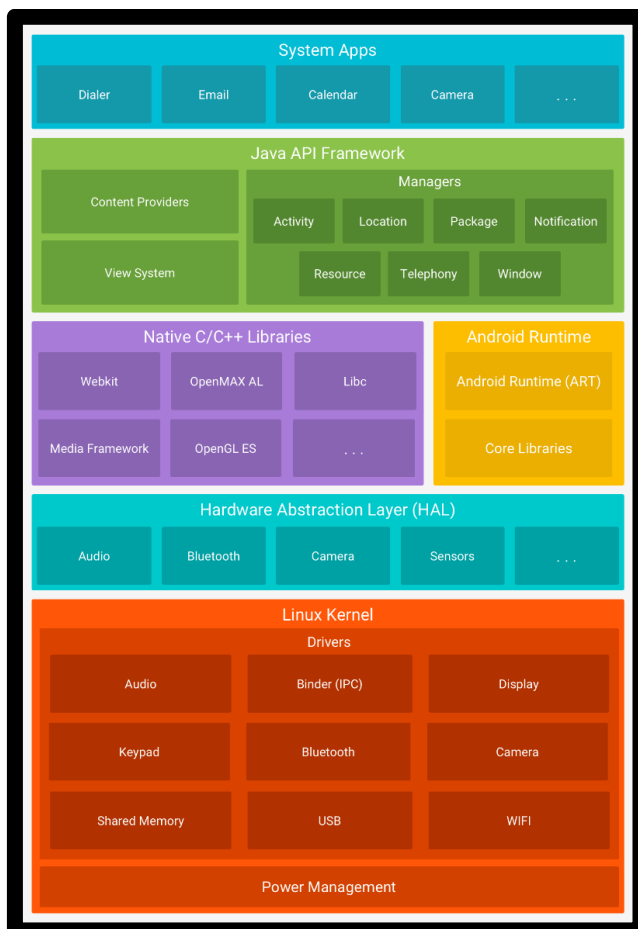 System Apps
Dialer
Email
Calendar
Camera
. . .
Java API Framework
Content Providers
View System
Managers
Activity
Location
Package
Notification
Resource
Telephony
Window
Native C/C++ Libraries
Webkit
OpenMAX AL
Libc
Media Framework
OpenGL ES
. . .
Android Runtime
Android Runtime (ART)
Core Libraries
Hardware Abstraction Layer (HAL)
Audio
Bluetooth
Camera
Sensors
. . .
Linux Kernel
Drivers
Audio
Binder (IPC)
Display
Keypad
Bluetooth
Camera
Shared Memory
USB
WIFI
Power Management